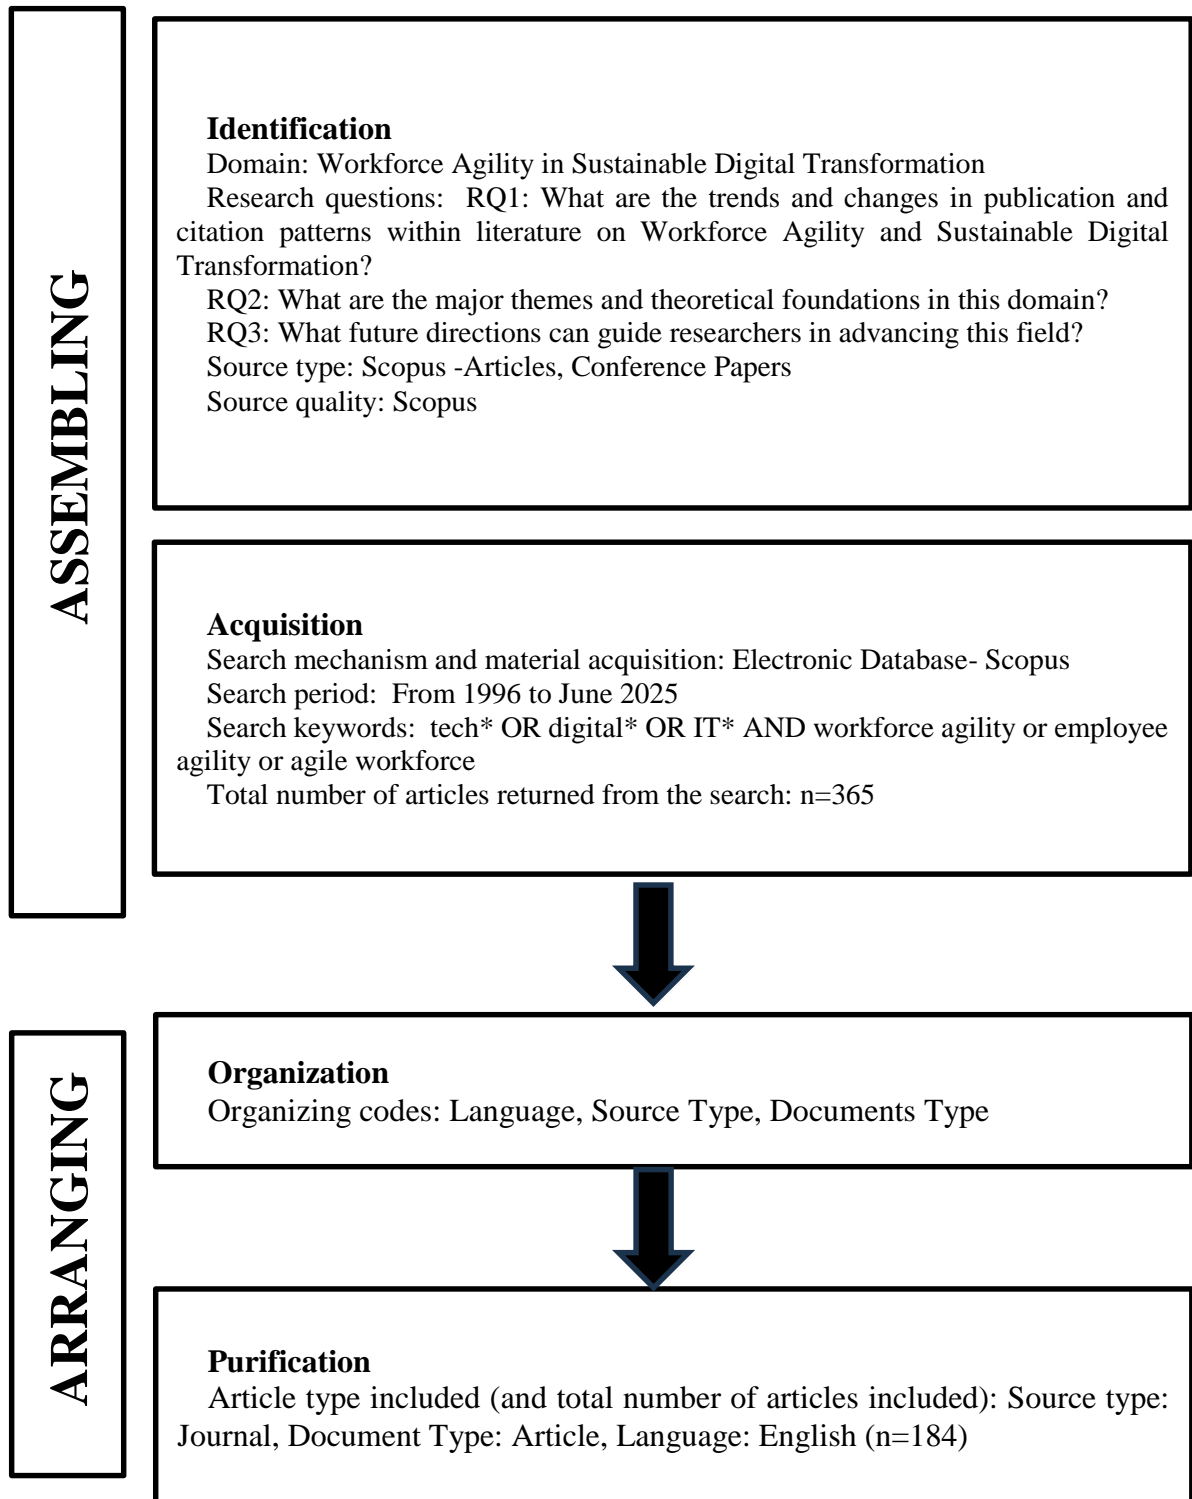 ASSEMBLING
Identification
Domain: Workforce Agility in Sustainable Digital Transformation
Research questions: RQ1: What are the trends and changes in publication and
citation patterns within literature on Workforce Agility and Sustainable Digital
Transformation?
RQ2: What are the major themes and theoretical foundations in this domain?
RQ3: What future directions can guide researchers in advancing this field?
Source type: Scopus -Articles, Conference Papers
Source quality: Scopus
Acquisition
Search mechanism and material acquisition: Electronic Database- Scopus
Search period: From 1996 to June 2025
Search keywords: tech* OR digital* OR IT* AND workforce agility or employee
agility or agile workforce
Total number of articles returned from the search: n=365
ARRANGING
Organization
Organizing codes: Language, Source Type, Documents Type
Purification
Article type included (and total number of articles included): Source type:
Journal, Document Type: Article, Language: English (n=184)